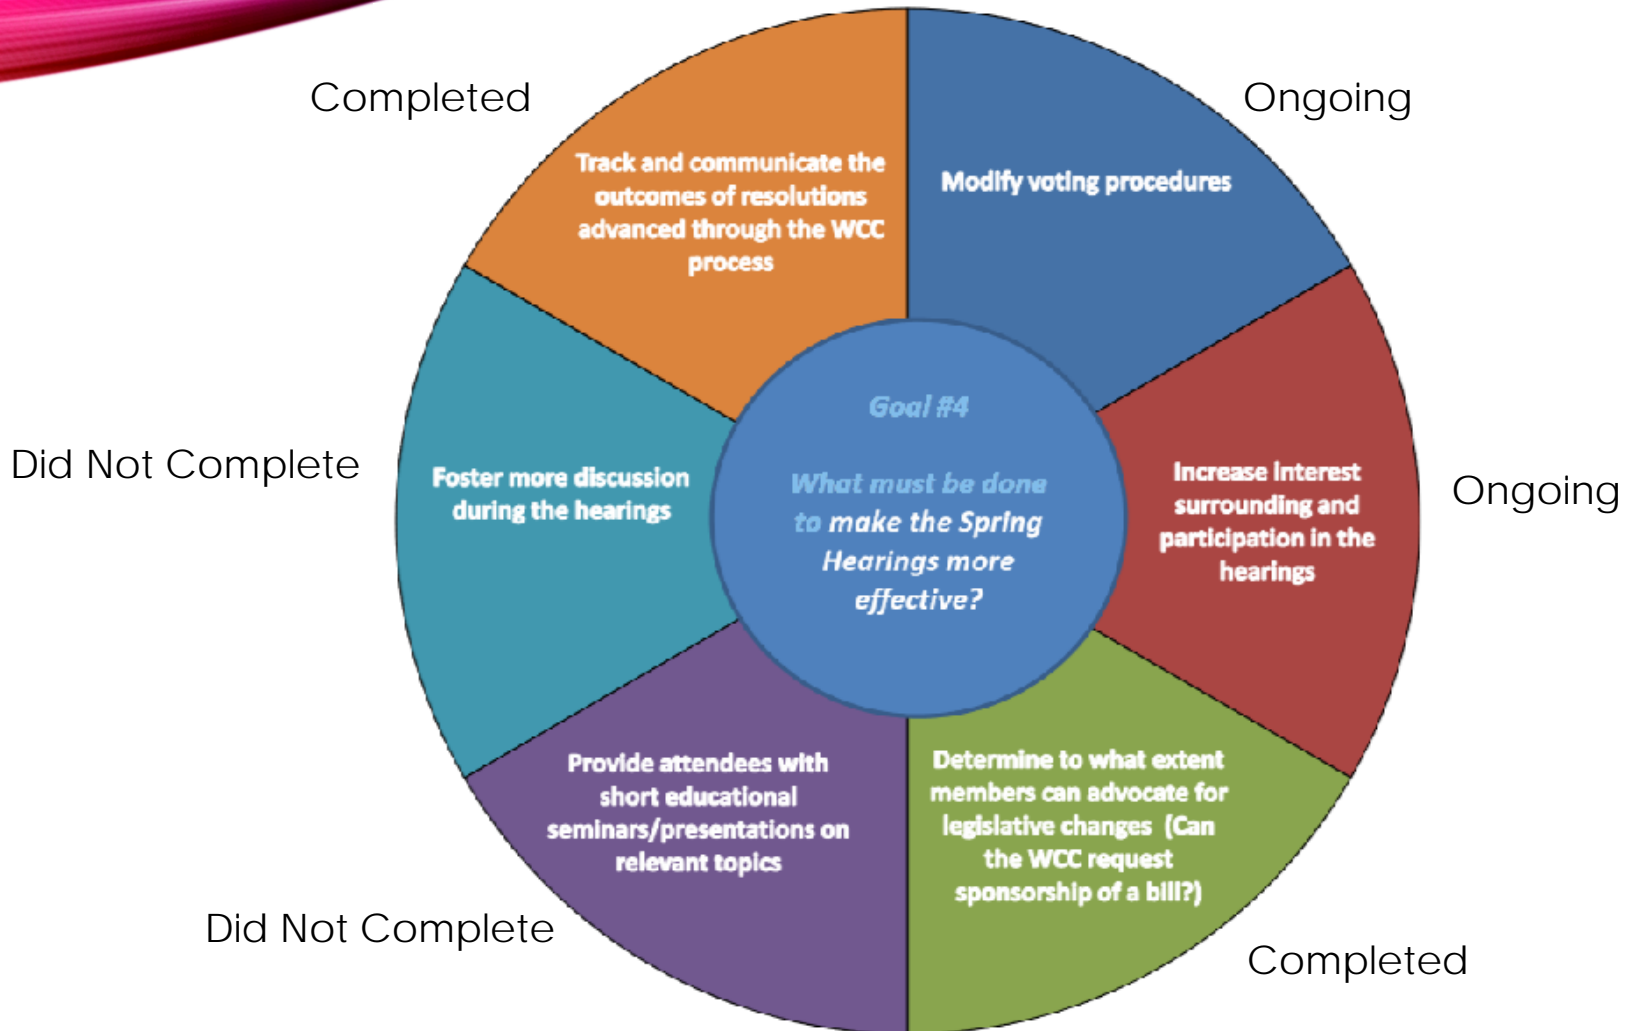 Completed
Ongoing
Track and communicate the
outcomes of resolutions
advanced through the WCC
process
Modify voting procedures
Did Not Complete
Foster more discussion
during the hearings
Goal #4
What must be done
to make the Spring
Hearings more
effective?
Increase interest
surrounding and
participation in the
hearings
Ongoing
Provide attendees with
short educational
seminars/presentations on
relevant topics
Determine to what extent
members can advocate for
legislative changes (Can
the WCC request
sponsorship of a bill?)
Did Not Complete
Completed